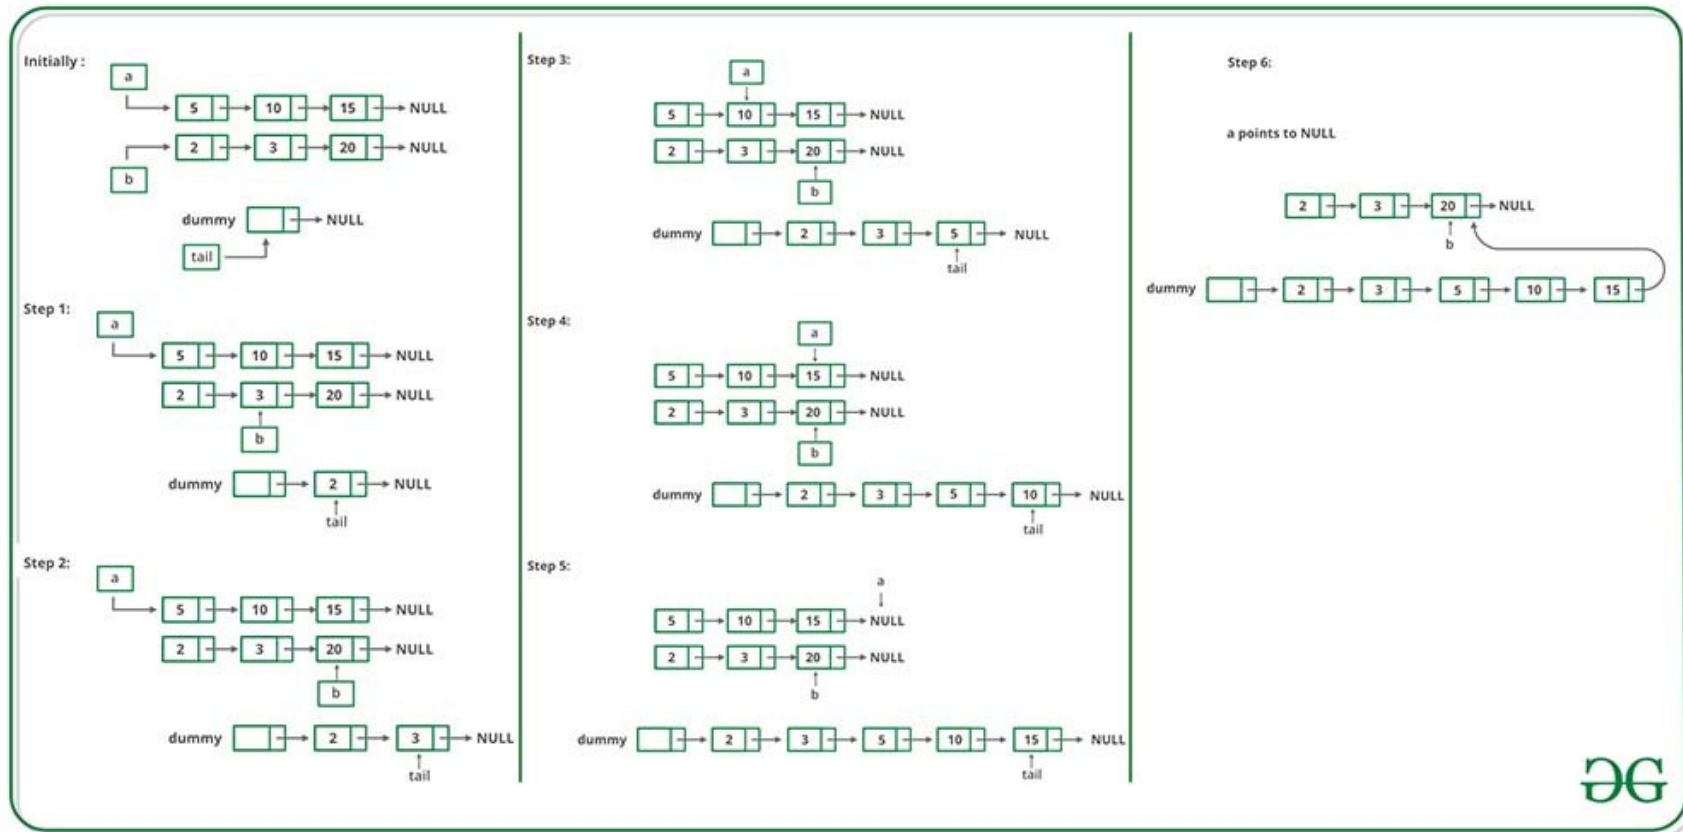 Initially :
a
5 10 15 NULL
2 3 20 NULL
b
dummy NULL
tail
Step 1:
a
5 10 15 NULL
2 3 20 NULL
b
dummy 2 NULL
tail
Step 2:
a
5 10 15 NULL
2 3 20 NULL
b
dummy 2 3 NULL
tail
Step 3:
a
5 10 15 NULL
2 3 20 NULL
b
dummy 2 3 5 NULL
tail
Step 4:
a
5 10 15 NULL
2 3 20 NULL
b
dummy 2 3 5 10 NULL
tail
Step 5:
a
5 10 15 NULL
2 3 20 NULL
b
dummy 2 3 5 10 15 NULL
tail
Step 6:
a points to NULL
2 3 20 NULL
b
dummy 2 3 5 10 15